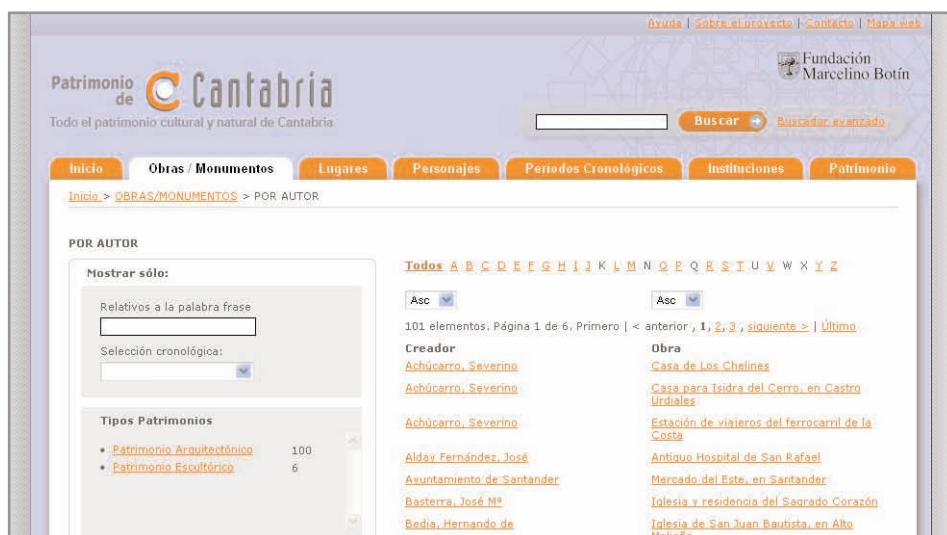 Ayuda | Sobre el proyecto | Contacto | Mapa web
Fundación
Marcelino Botín
Patrimonio
de
C Cantabria
Todo el patrimonio cultural y natural de Cantabria
Buscar
Buscador avanzado
Inicio Obras / Monumentos Lugares Personajes Períodos Cronológicos Instituciones Patrimonio
Inicio > OBRAS/MONUMENTOS > POR AUTOR
POR AUTOR
Mostrar sólo:
Relativos a la palabra frase
Selección cronológica:
Tipos Patrimonios
• Patrimonio Arquitectónico 100
• Patrimonio Escultórico 6
Todos A B C D E F G H I J K L M N O P Q R S T U V W X Y Z
Asc Asc
101 elementos. Página 1 de 6. Primero | < anterior , 1, 2, 3 , siguiente > | Último
Creador Obra
Achúcarro, Severino Casa de Los Chelines
Achúcarro, Severino Casa para Isidra del Cerro, en Castro
Urdiales
Achúcarro, Severino Estación de viajeros del ferrocarril de la
Costa
Alday Fernández, José Antiguo Hospital de San Rafael
Ayuntamiento de Santander Mercado del Este, en Santander
Basterra, José Mª Iglesia y residencia del Sagrado Corazón
Bedia, Hernando de Iglesia de San Juan Bautista, en Alto